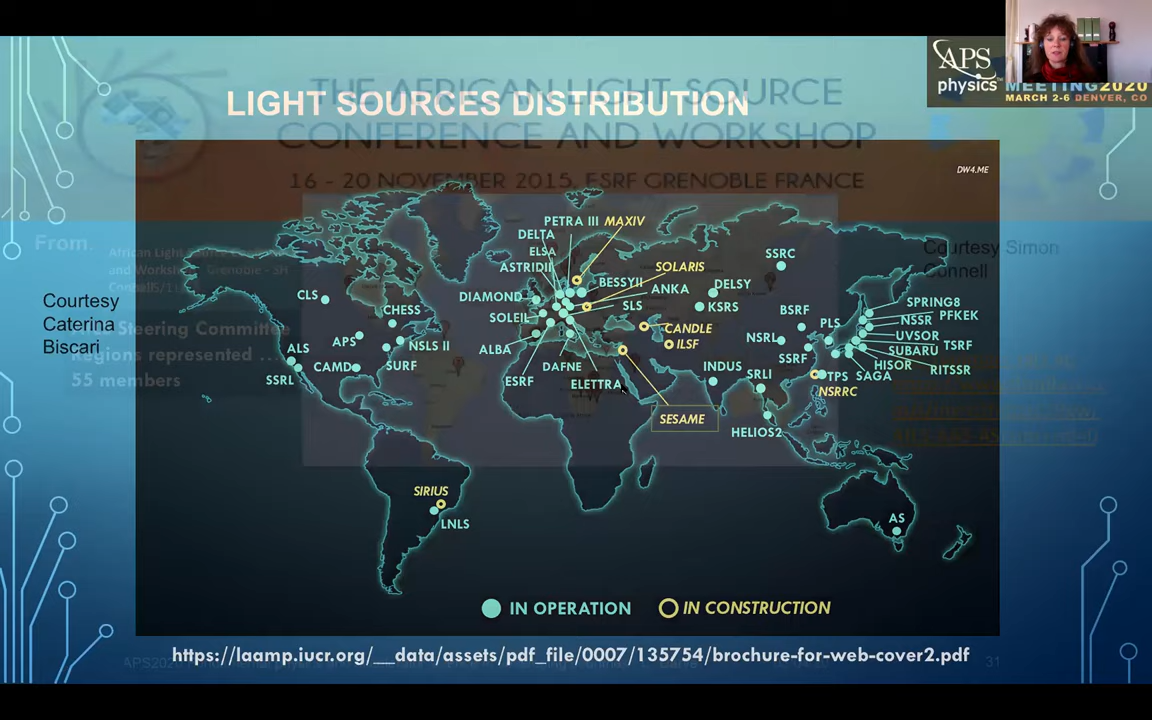 APS
physics
MEETING2020
MARCH 2-6 DENVER, CO
THE AFRICAN LIGHT SOURCE
LIGHT SOURCES DISTRIBUTION
CONFERENCE AND WORKSHOP
16 - 20 NOVEMBER 2015, ESRF GRENOBLE FRANCE
DW4.ME
From.
Courtesy
Caterina
Biscari
Steering Committee
Regions represented ....
55 members
Courtesy Simon
Connell
PETRA III
MAXIV
DELTA
ELSA
ASTRIDII
SOLARIS
SSRC
BESSYII
ANKA
DELSY
DIAMOND
SLS
KSRS
SOLEIL
CANDLE
ILSF
ALBA
ESRF
DAFNE
ELETTRA
SESAME
CLS
CHESS
APS
NSLS II
ALS
CAMD
SURF
SSRL
BSRF
PLS
NSRL
SSRF
INDUS
SRLI
TPS
SAGA
NSRRC
HELIOS2
SPRING8
NSSR
PFKEK
UVSOR
SUBARU
TSRF
HISOR
RITSSR
SIRIUS
LNLS
AS
IN OPERATION
IN CONSTRUCTION
https://laamp.iucr.org/__data/assets/pdf_file/0007/135754/brochure-for-web-cover2.pdf
31